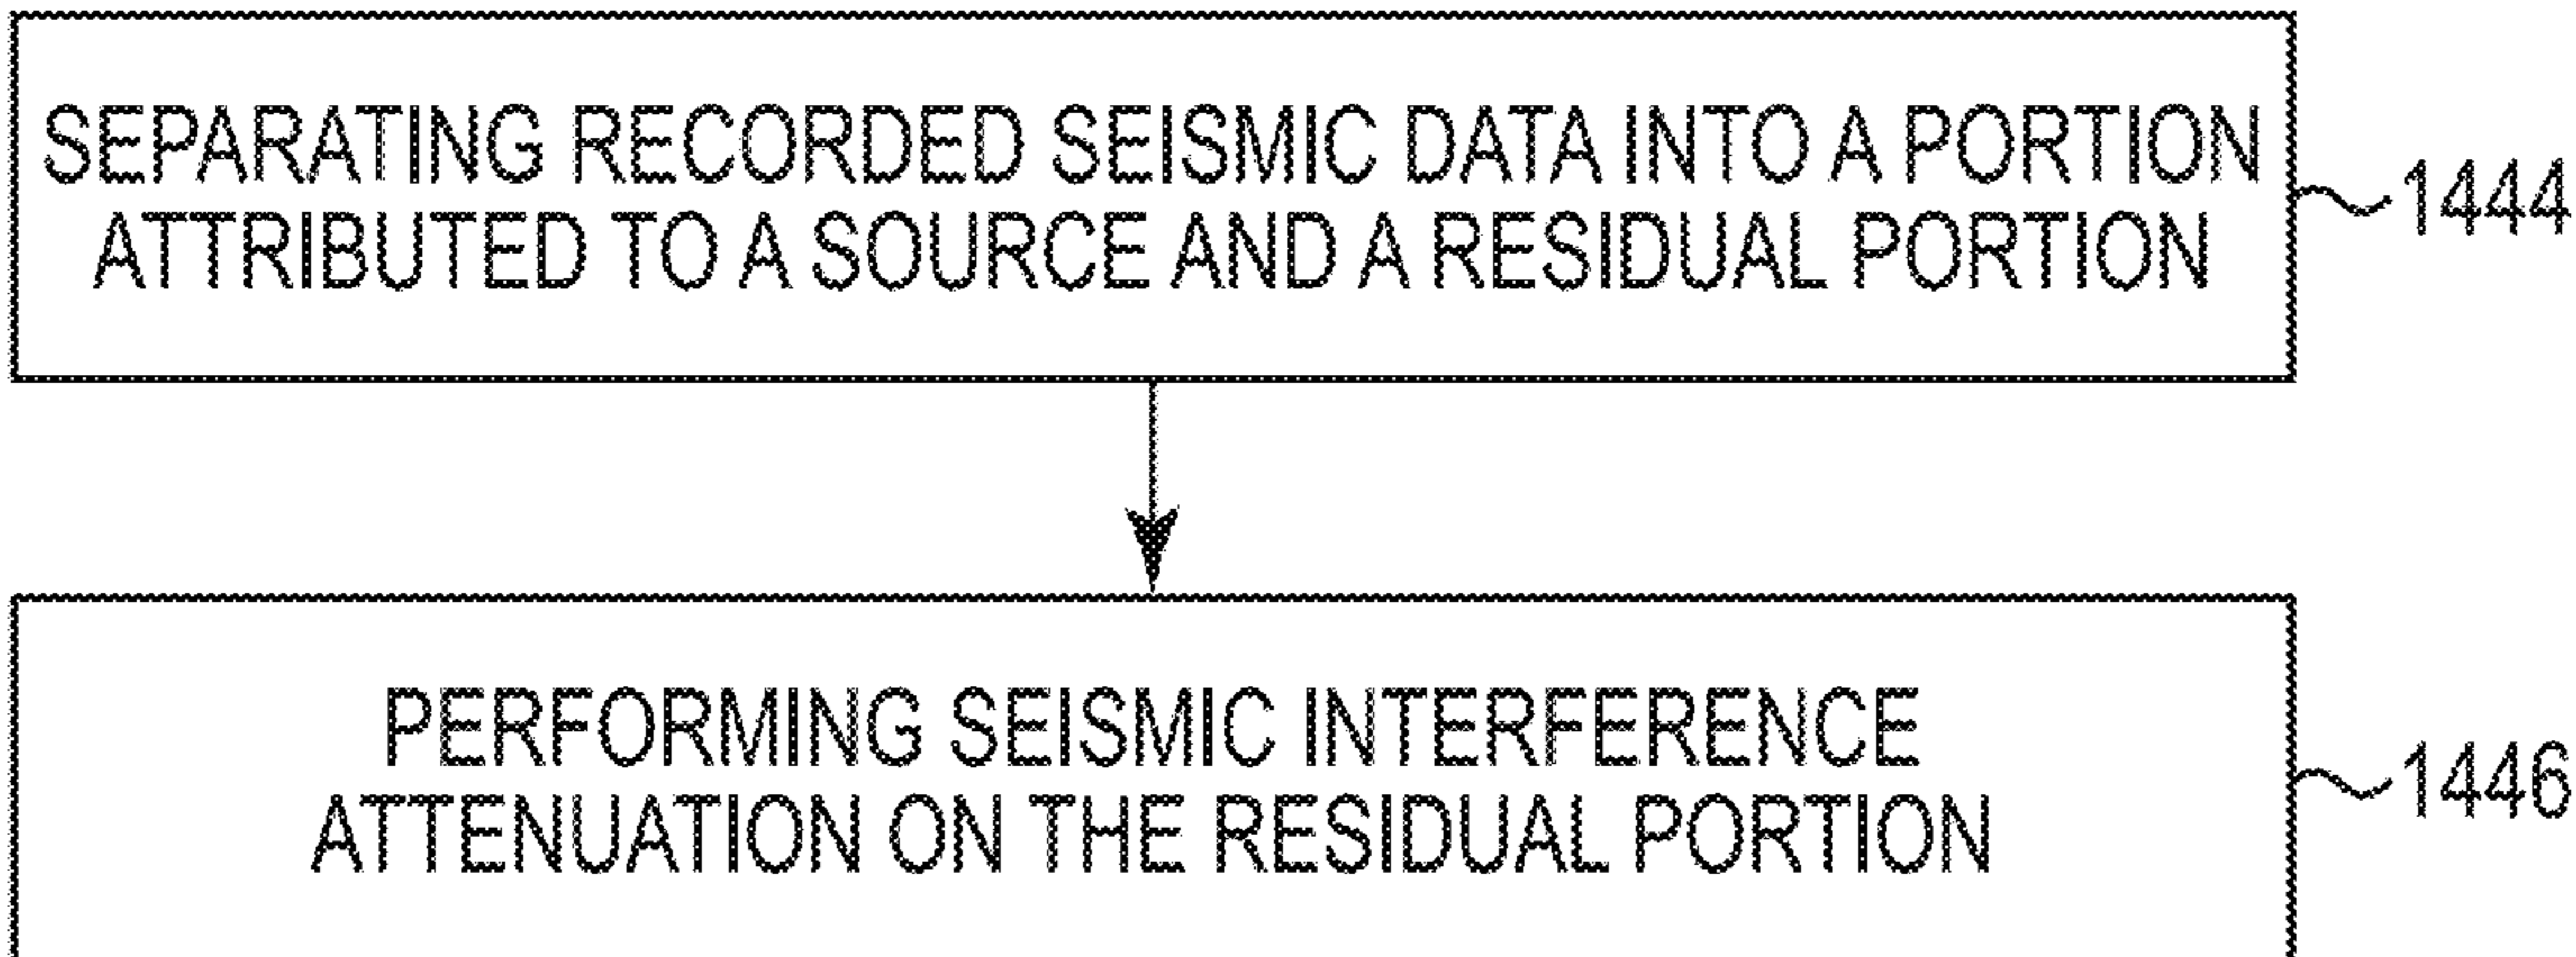 SEPARATING RECORDED SEISMIC DATA INTO A PORTION
ATTRIBUTED TO A SOURCE AND A RESIDUAL PORTION
1444
PERFORMING SEISMIC INTERFERENCE
ATTENUATION ON THE RESIDUAL PORTION
1446